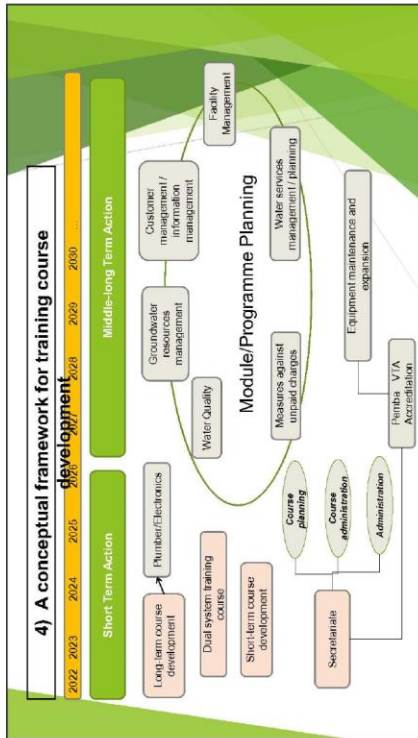 4) A conceptual framework for training course
development
2022 2023 2024 2025 2026 2027 2028 2029 2030 ...
Short Term Action
Middle-long Term Action
Long-term course
development
Plumber/Electronics
Dual system training
course
Short-term course
development
Secretariate
Course
planning
Course
administration
Administration
Water Quality
Groundwater
resources
management
Customer
management /
information
management
Facility
Management
Module/Programme Planning
Measures against
unpaid charges
Water services
management / planning
Pemba VTA
Accreditation
Equipment maintenance and
expansion